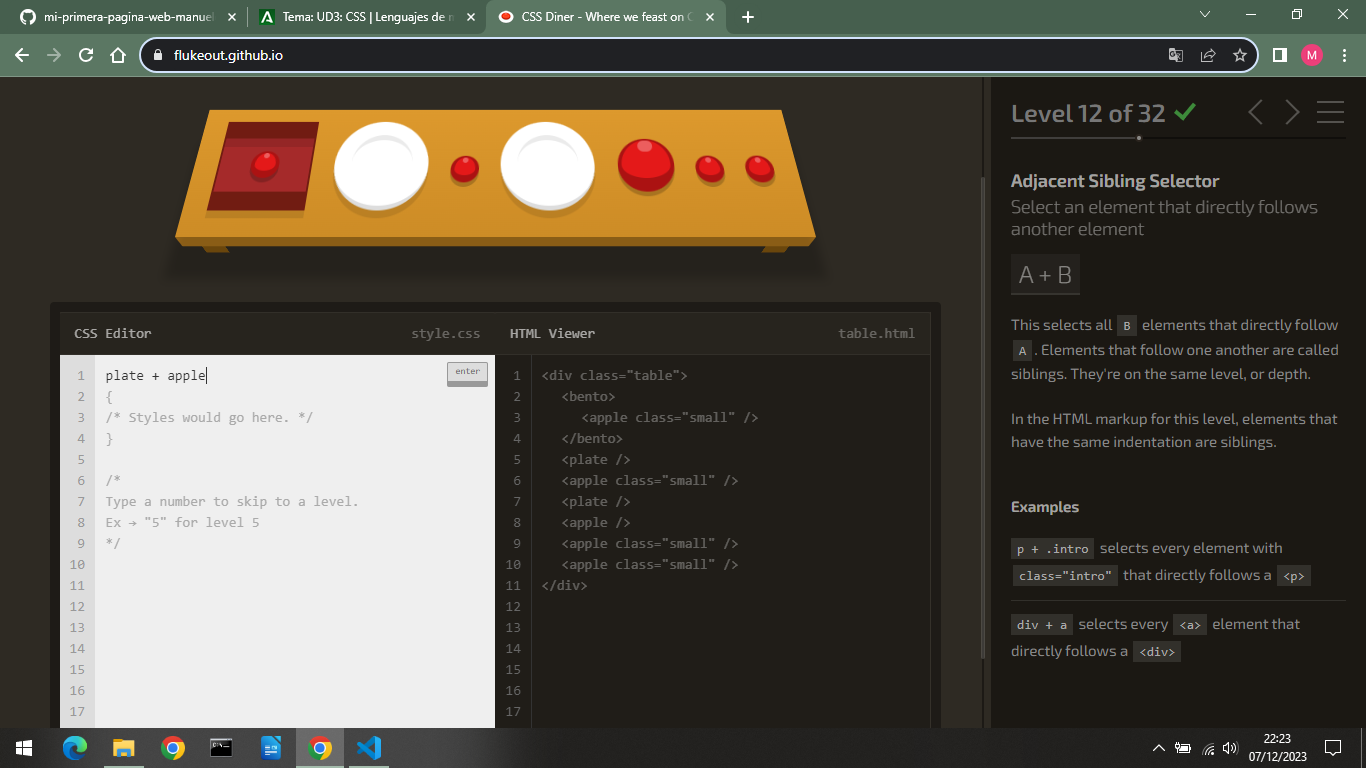 mi-primera-pagina-web-manuel
Tema: UD3: CSS | Lenguajes de m
CSS Diner - Where we feast on C
flukeout.github.io
M
Level 12 of 32
Adjacent Sibling Selector
Select an element that directly follows
another element
A + B
This selects all B elements that directly follow
A . Elements that follow one another are called
siblings. They're on the same level, or depth.
In the HTML markup for this level, elements that
have the same indentation are siblings.
Examples
p + .intro selects every element with
class="intro" that directly follows a <p>
div + a selects every <a> element that
directly follows a <div>
CSS Editor
style.css
HTML Viewer
table.html
1 plate + apple
enter
2 {
3 /* Styles would go here. */
4 }
5
6 /*
7 Type a number to skip to a level.
8 Ex → "5" for level 5
9 */
10
11
12
13
14
15
16
17
1 <div class="table">
2 <bento>
3 <apple class="small" />
4 </bento>
5 <plate />
6 <apple class="small" />
7 <plate />
8 <apple />
9 <apple class="small" />
10 <apple class="small" />
11 </div>
12
13
14
15
16
17
22:23
07/12/2023